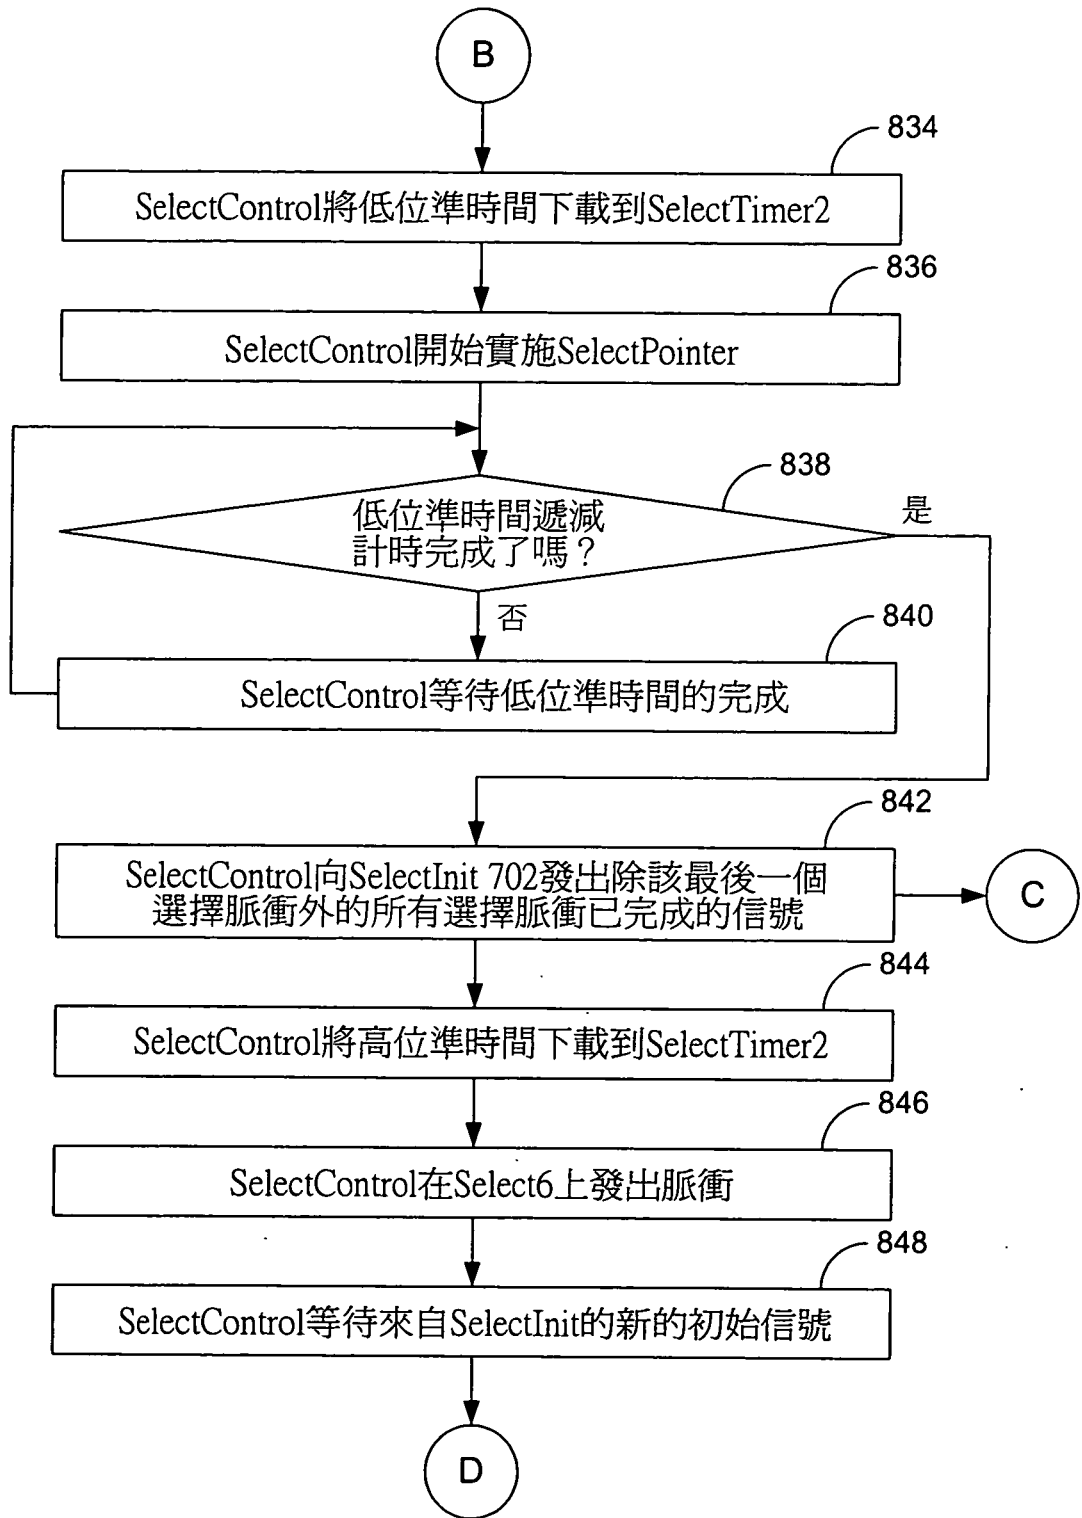 B
834
SelectControl將低位準時間下載到SelectTimer2
836
SelectControl開始實施SelectPointer
838
低位準時間遞減
計時完成了嗎？
是
否
840
SelectControl等待低位準時間的完成
842
SelectControl向SelectInit 702發出除該最後一個
選擇脈衝外的所有選擇脈衝已完成的信號
C
844
SelectControl將高位準時間下載到SelectTimer2
846
SelectControl在Select6上發出脈衝
848
SelectControl等待來自SelectInit的新的初始信號
D